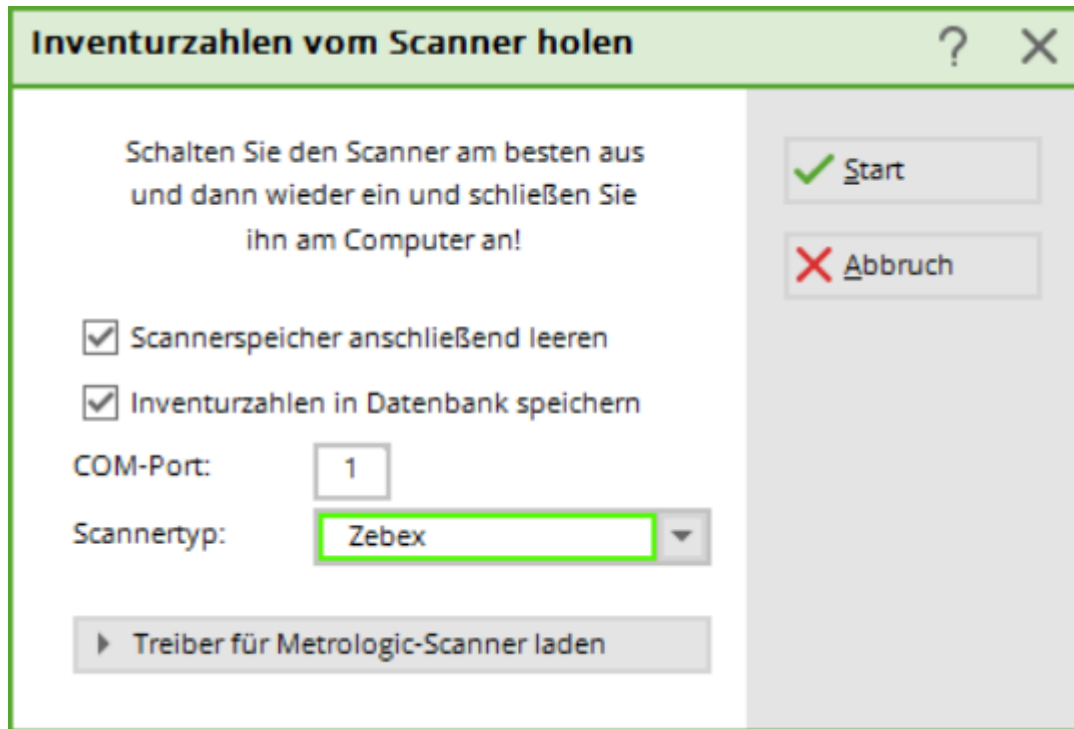 Inventurzahlen vom Scanner holen
Schalten Sie den Scanner am besten aus
und dann wieder ein und schließen Sie
ihn am Computer an!
Scannerspeicher anschließend leeren
Inventurzahlen in Datenbank speichern
COM-Port: 1
Scannertyp: Zebex
Treiber für Metrologic-Scanner laden
Start
Abbruch